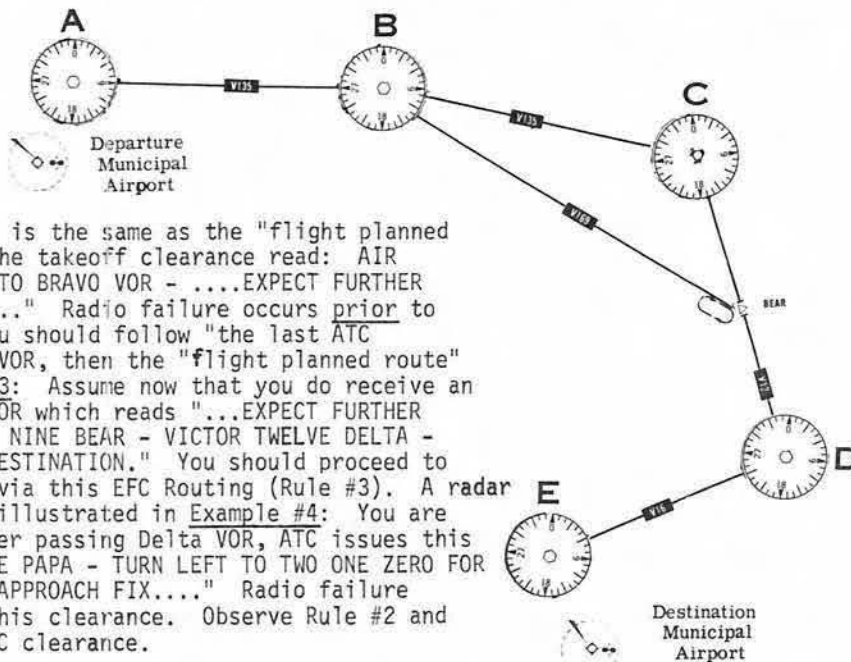 A
B
C
V135
V135
Departure
Municipal
Airport
V169
BEAR
is the same as the "flight planned
he takeoff clearance read: AIR
TO BRAVO VOR - ....EXPECT FURTHER
.." Radio failure occurs prior to
u should follow "the last ATC
VOR, then the "flight planned route"
3: Assume now that you do receive an
OR which reads "...EXPECT FURTHER
NINE BEAR - VICTOR TWELVE DELTA -
ESTINATION." You should proceed to
via this EFC Routing (Rule #3). A radar
illustrated in Example #4: You are
er passing Delta VOR, ATC issues this
E PAPA - TURN LEFT TO TWO ONE ZERO FOR
APPROACH FIX...." Radio failure
his clearance. Observe Rule #2 and
C clearance.
D
E
V16
Destination
Municipal
Airport